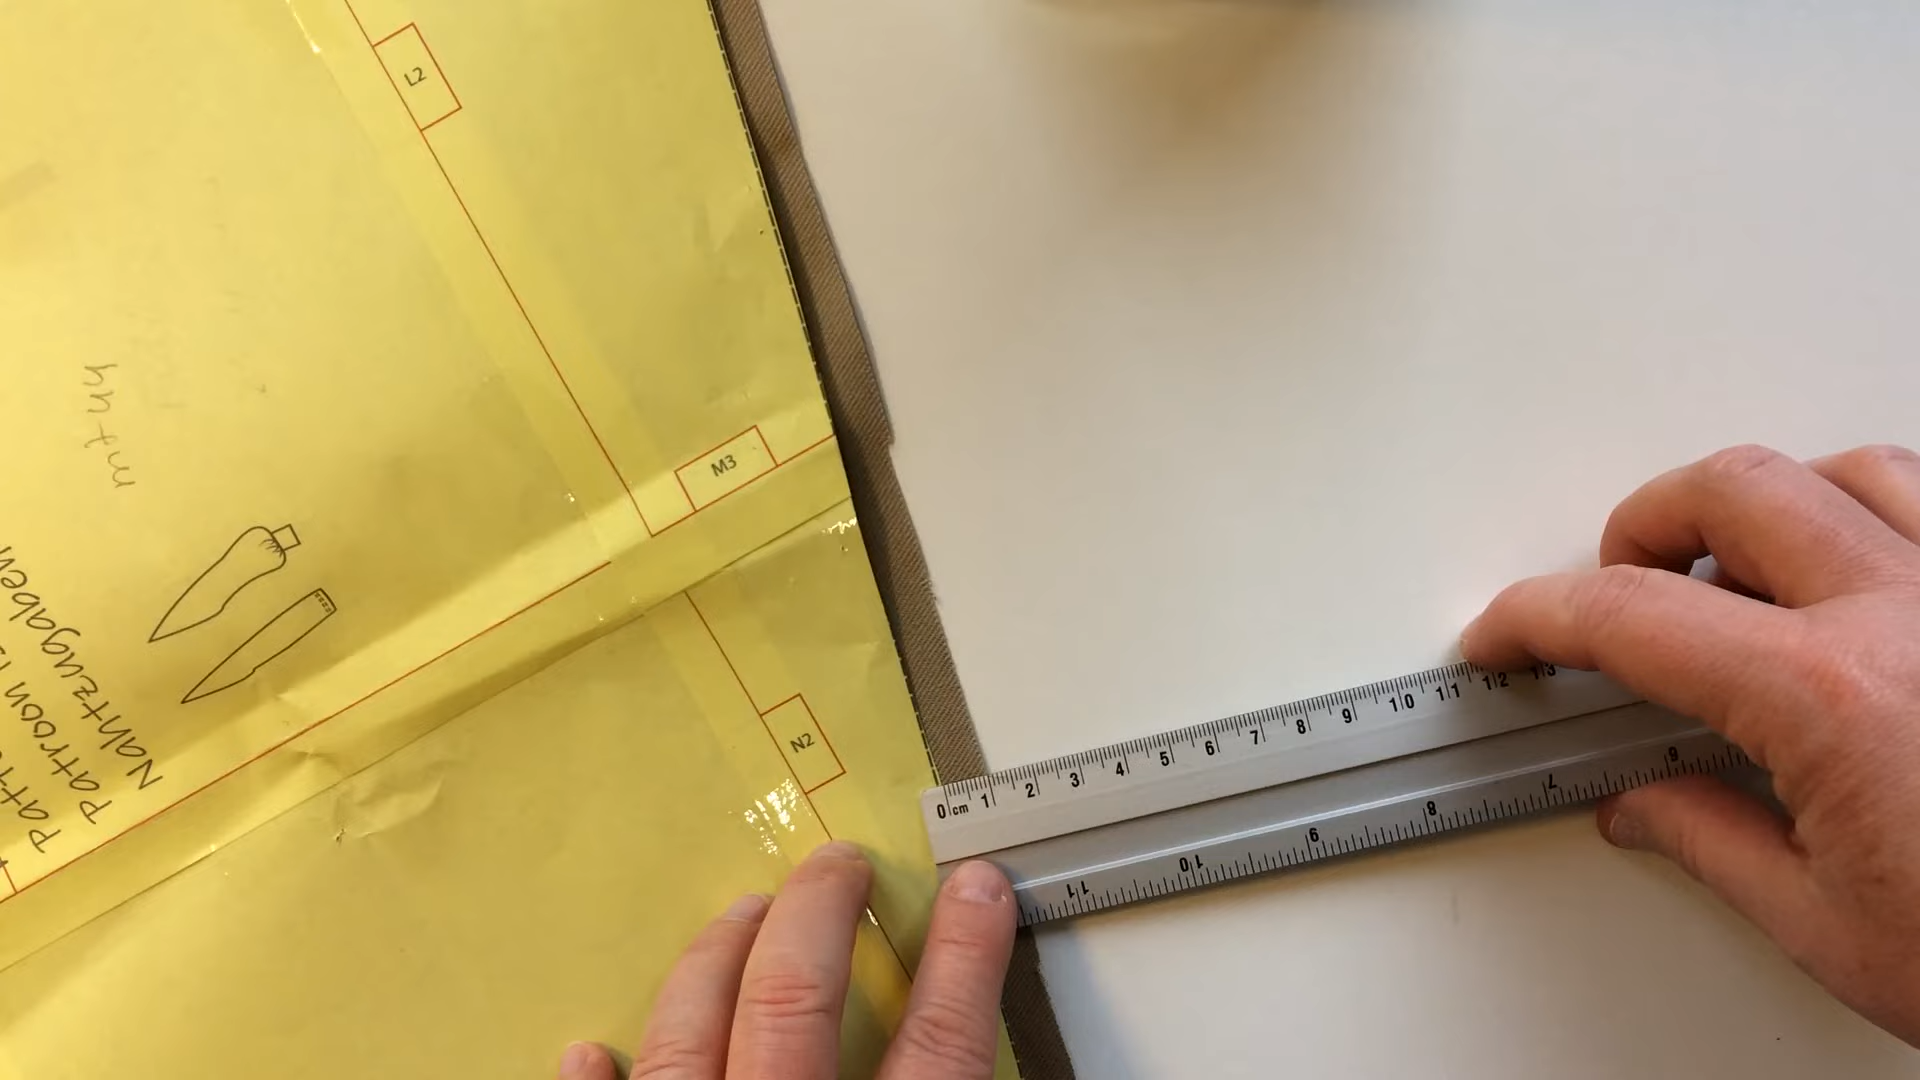 L2
M3
N2
m+4
Patroon
Nahtzugaben
0 cm 1 2 3 4 5 6 7 8 9 10 11 12 13
11 10 9 8 7 6